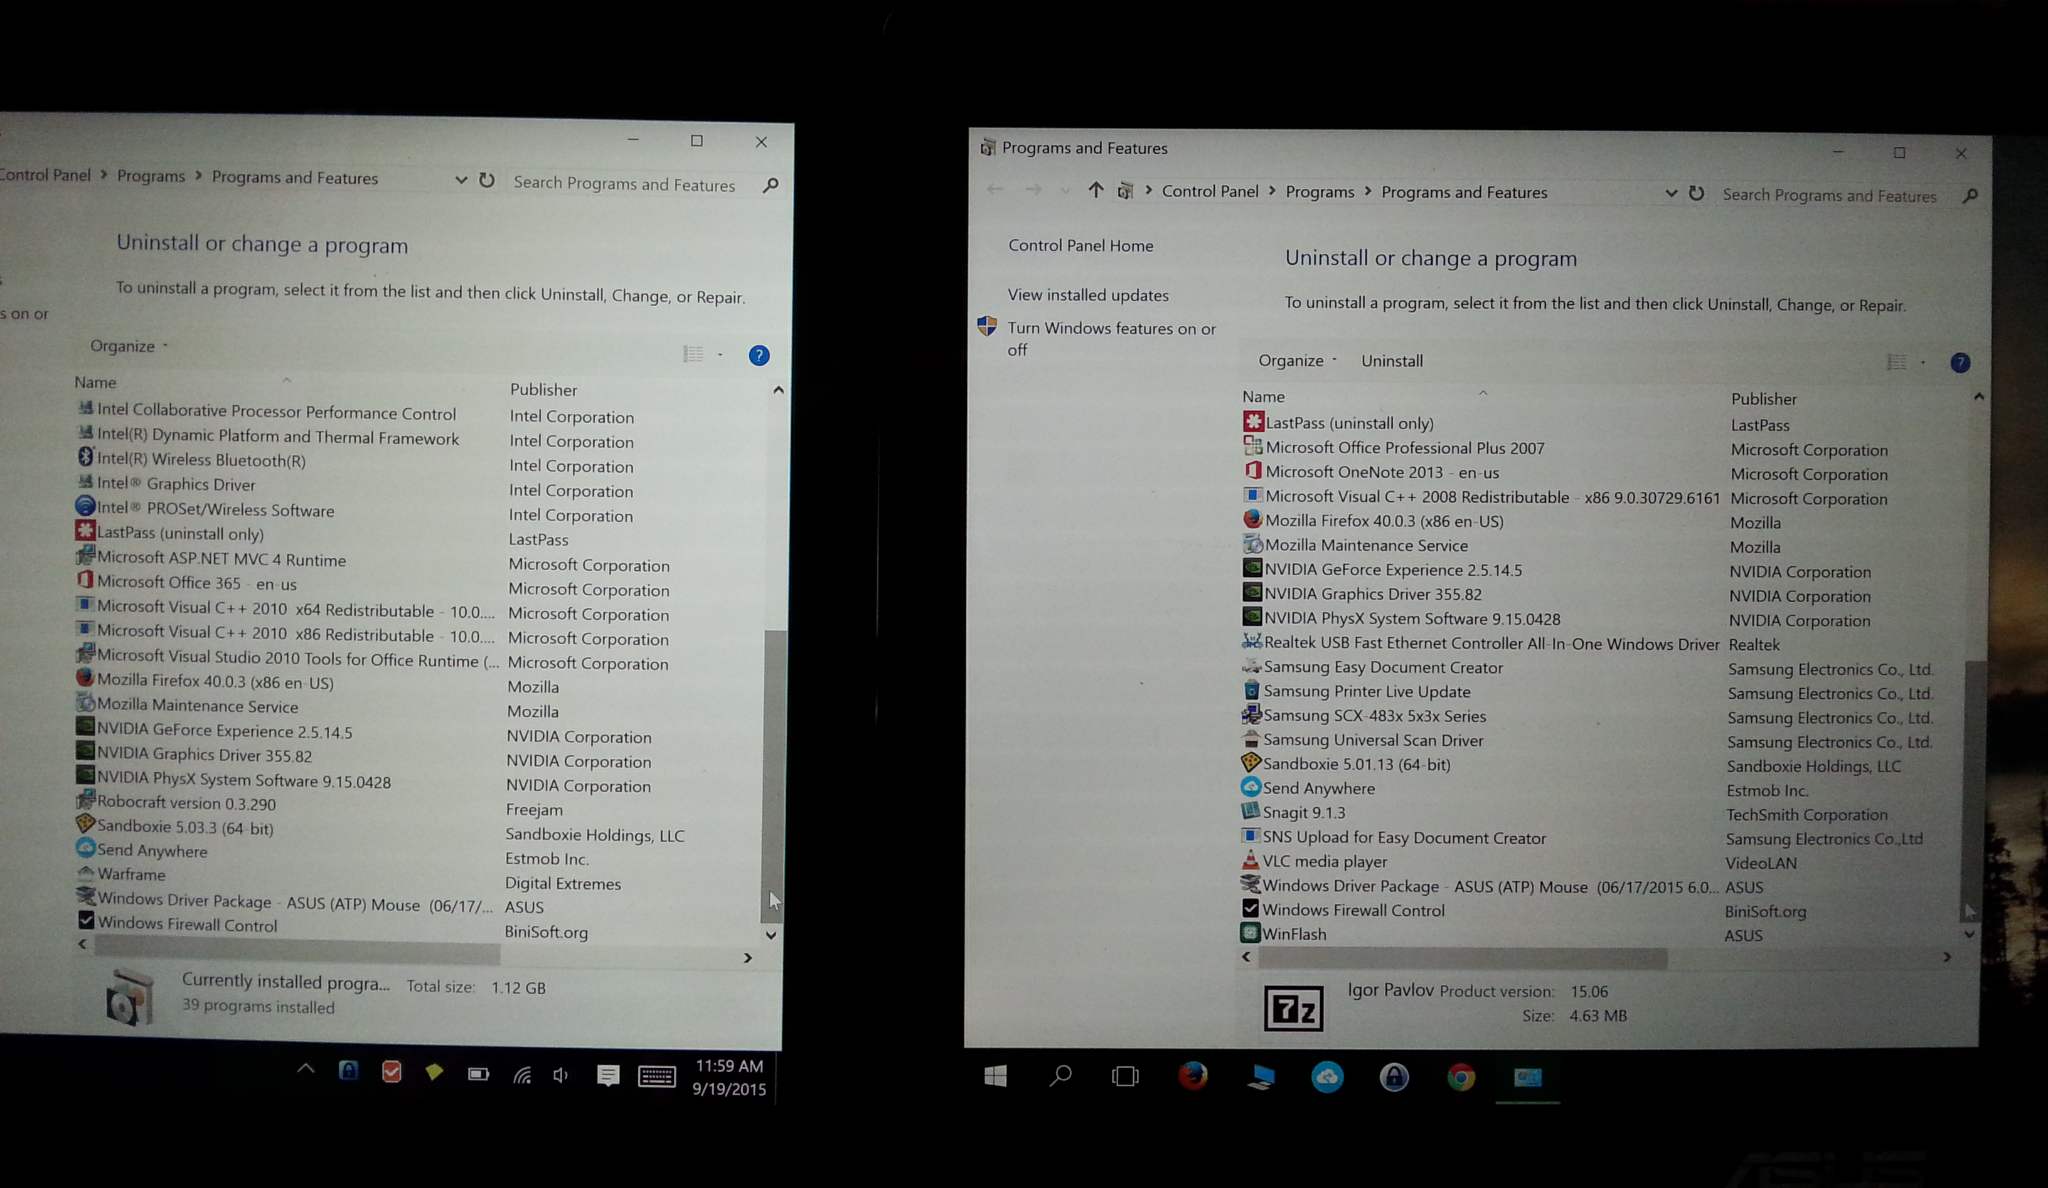 Control Panel > Programs > Programs and Features
Search Programs and Features
Uninstall or change a program
To uninstall a program, select it from the list and then click Uninstall, Change, or Repair.
s on or
Organize
Name Publisher
Intel Collaborative Processor Performance Control Intel Corporation
Intel(R) Dynamic Platform and Thermal Framework Intel Corporation
Intel(R) Wireless Bluetooth(R) Intel Corporation
Intel® Graphics Driver Intel Corporation
Intel® PROSet/Wireless Software Intel Corporation
LastPass (uninstall only) LastPass
Microsoft ASP.NET MVC 4 Runtime Microsoft Corporation
Microsoft Office 365 - en-us Microsoft Corporation
Microsoft Visual C++ 2010 x64 Redistributable - 10.0.... Microsoft Corporation
Microsoft Visual C++ 2010 x86 Redistributable - 10.0.... Microsoft Corporation
Microsoft Visual Studio 2010 Tools for Office Runtime (... Microsoft Corporation
Mozilla Firefox 40.0.3 (x86 en-US) Mozilla
Mozilla Maintenance Service Mozilla
NVIDIA GeForce Experience 2.5.14.5 NVIDIA Corporation
NVIDIA Graphics Driver 355.82 NVIDIA Corporation
NVIDIA PhysX System Software 9.15.0428 NVIDIA Corporation
Robocraft version 0.3.290 Freejam
Sandboxie 5.03.3 (64-bit) Sandboxie Holdings, LLC
Send Anywhere Estmob Inc.
Warframe Digital Extremes
Windows Driver Package - ASUS (ATP) Mouse (06/17/... ASUS
Windows Firewall Control BiniSoft.org
Currently installed progra... Total size: 1.12 GB
39 programs installed
11:59 AM
9/19/2015
Programs and Features
Control Panel > Programs > Programs and Features
Search Programs and Features
Control Panel Home
View installed updates
Turn Windows features on or
off
Uninstall or change a program
To uninstall a program, select it from the list and then click Uninstall, Change, or Repair.
Organize Uninstall
Name Publisher
LastPass (uninstall only) LastPass
Microsoft Office Professional Plus 2007 Microsoft Corporation
Microsoft OneNote 2013 - en-us Microsoft Corporation
Microsoft Visual C++ 2008 Redistributable - x86 9.0.30729.6161 Microsoft Corporation
Mozilla Firefox 40.0.3 (x86 en-US) Mozilla
Mozilla Maintenance Service Mozilla
NVIDIA GeForce Experience 2.5.14.5 NVIDIA Corporation
NVIDIA Graphics Driver 355.82 NVIDIA Corporation
NVIDIA PhysX System Software 9.15.0428 NVIDIA Corporation
Realtek USB Fast Ethernet Controller All-In-One Windows Driver Realtek
Samsung Easy Document Creator Samsung Electronics Co., Ltd.
Samsung Printer Live Update Samsung Electronics Co., Ltd.
Samsung SCX-483x 5x3x Series Samsung Electronics Co., Ltd.
Samsung Universal Scan Driver Samsung Electronics Co., Ltd.
Sandboxie 5.01.13 (64-bit) Sandboxie Holdings, LLC
Send Anywhere Estmob Inc.
Snagit 9.1.3 TechSmith Corporation
SNS Upload for Easy Document Creator Samsung Electronics Co.,Ltd
VLC media player VideoLAN
Windows Driver Package - ASUS (ATP) Mouse (06/17/2015 6.0... ASUS
Windows Firewall Control BiniSoft.org
WinFlash ASUS
7z
Igor Pavlov Product version: 15.06
Size: 4.63 MB
ASUS